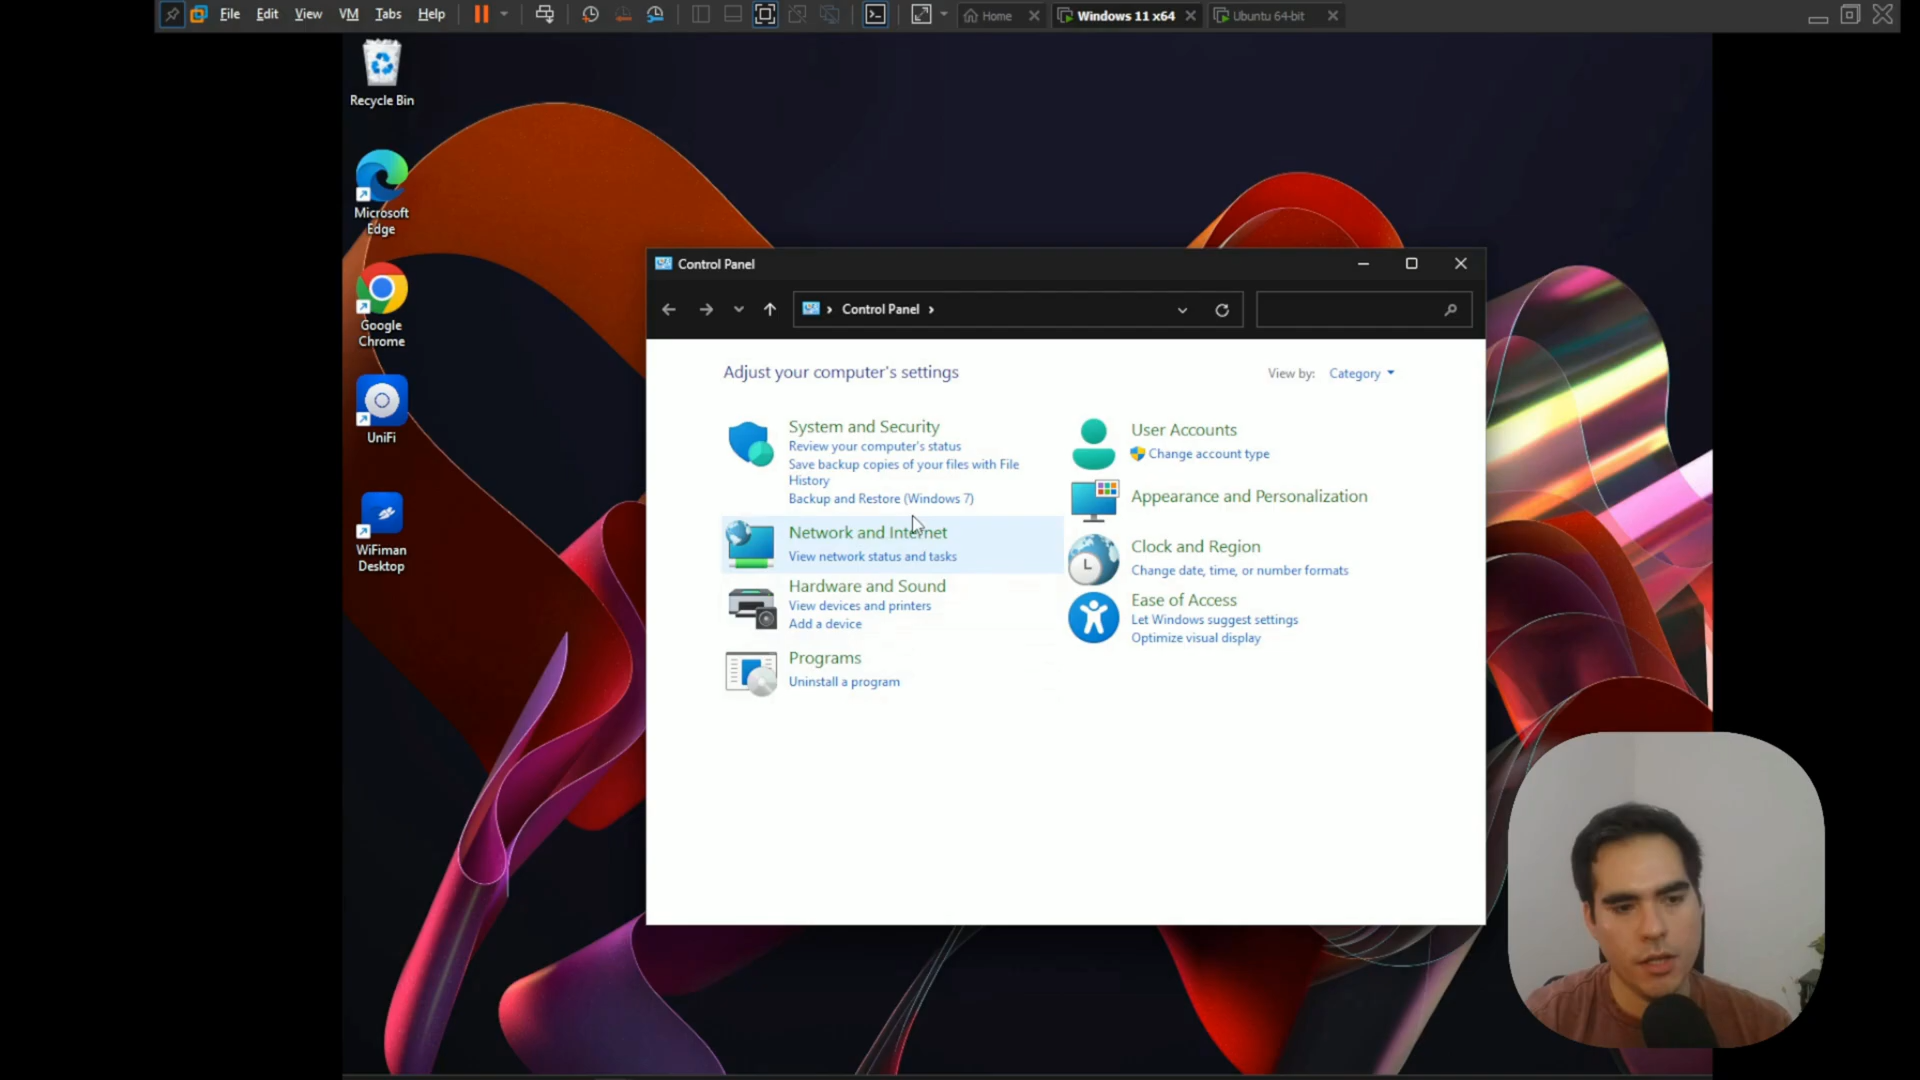 File Edit View VM Tabs Help Home Windows 11 x64 Ubuntu 64-bit
Recycle Bin
Microsoft
Edge
Google
Chrome
UniFi
WiFiman
Desktop
Control Panel
Control Panel
Adjust your computer's settings
View by: Category
System and Security
Review your computer's status
Save backup copies of your files with File
History
Backup and Restore (Windows 7)
Network and Internet
View network status and tasks
Hardware and Sound
View devices and printers
Add a device
Programs
Uninstall a program
User Accounts
Change account type
Appearance and Personalization
Clock and Region
Change date, time, or number formats
Ease of Access
Let Windows suggest settings
Optimize visual display